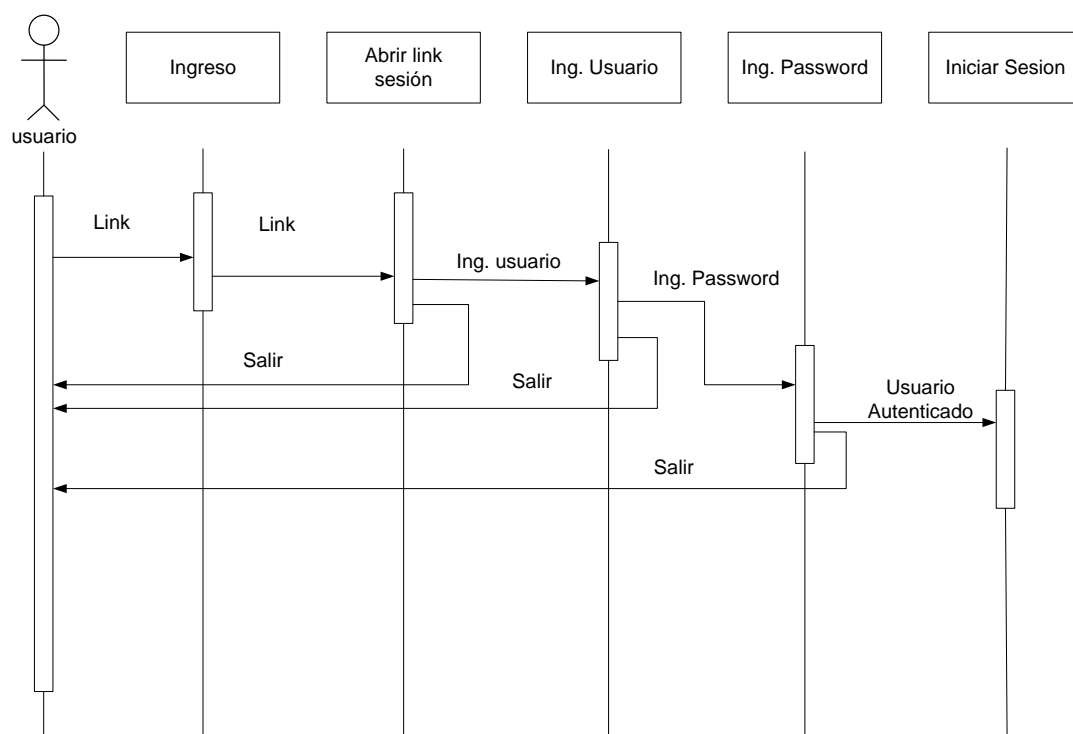 Ingreso
Abrir link
sesión
Ing. Usuario
Ing. Password
Iniciar Sesion
usuario
Link
Link
Ing. usuario
Ing. Password
Salir
Salir
Usuario
Autenticado
Salir